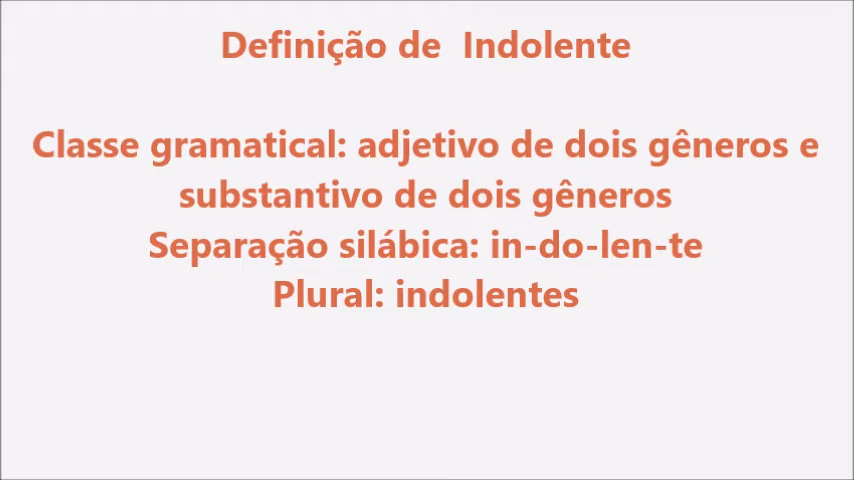 Definição de  Indolente
Classe gramatical: adjetivo de dois gêneros e
substantivo de dois gêneros
Separação silábica: in-do-len-te
Plural: indolentes